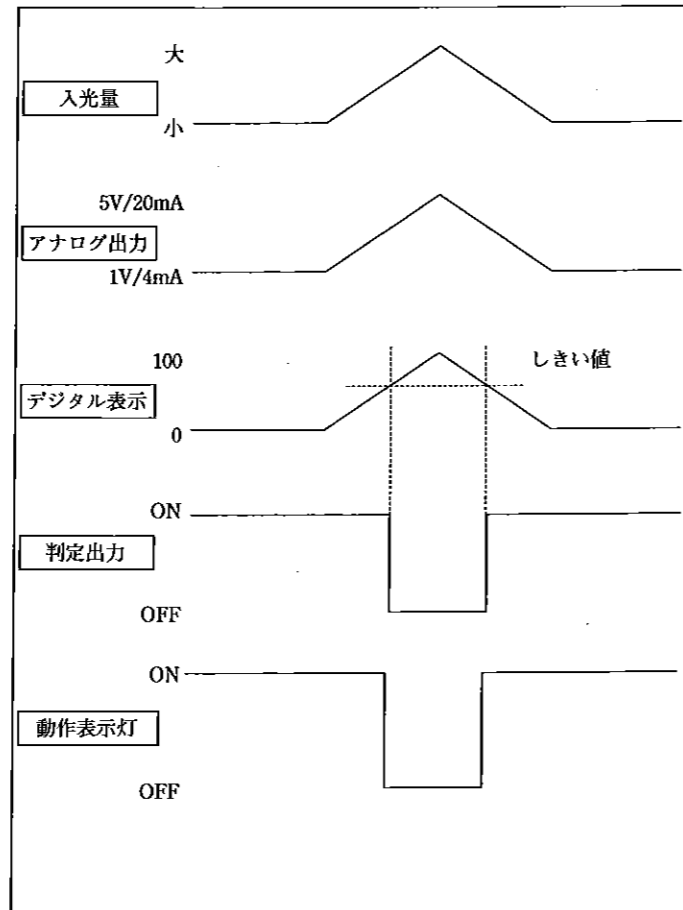 大
入光量
小
5V/20mA
アナログ出力
1V/4mA
100
しきい値
デジタル表示
0
ON
判定出力
OFF
ON
動作表示灯
OFF